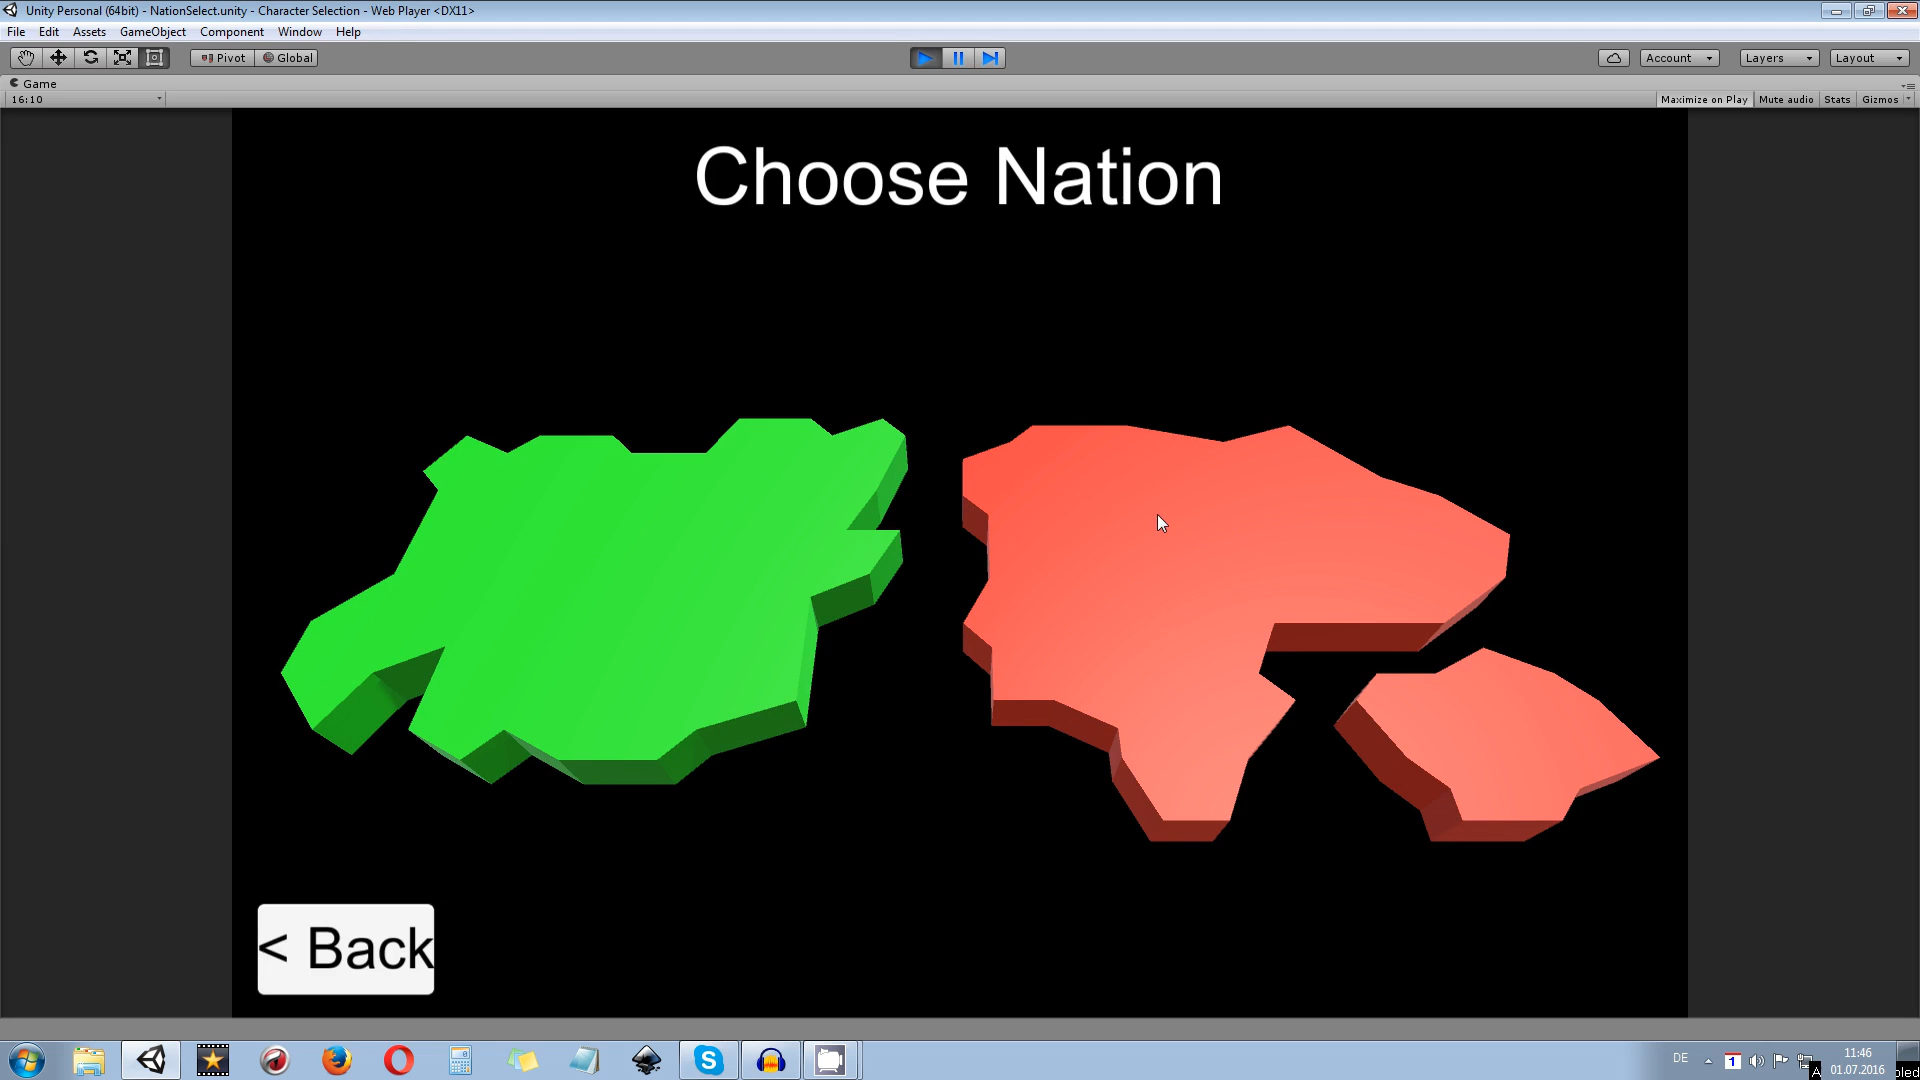 Unity Personal (64bit) - NationSelect.unity - Character Selection - Web Player <DX11>
File Edit Assets GameObject Component Window Help
Pivot Global Account Layers Layout
Game
16:10 Maximize on Play Mute audio Stats Gizmos
Choose Nation
< Back
DE 1 11:46
01.07.2016